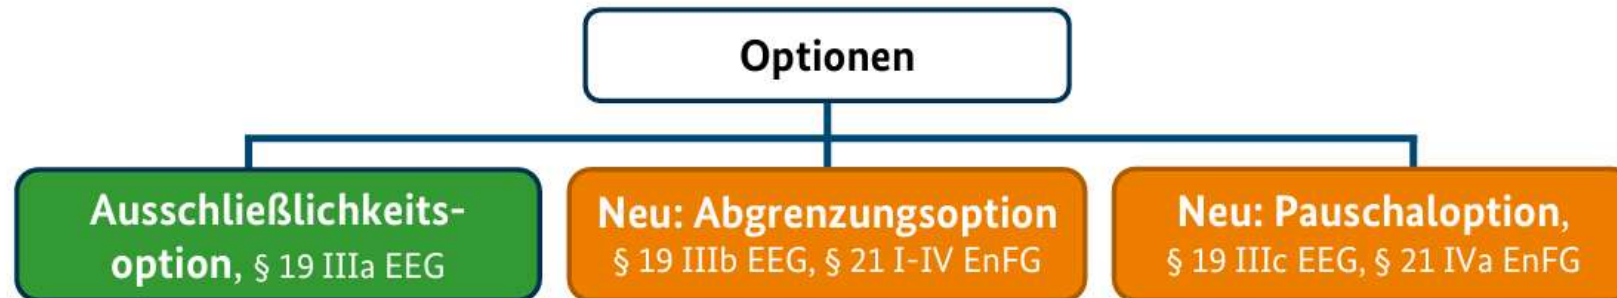 Optionen
Ausschließlichkeits-
option, § 19 IIIa EEG
Neu: Abgrenzungsoption
§ 19 IIIb EEG, § 21 I-IV EnFG
Neu: Pauschaloption,
§ 19 IIIc EEG, § 21 IVa EnFG